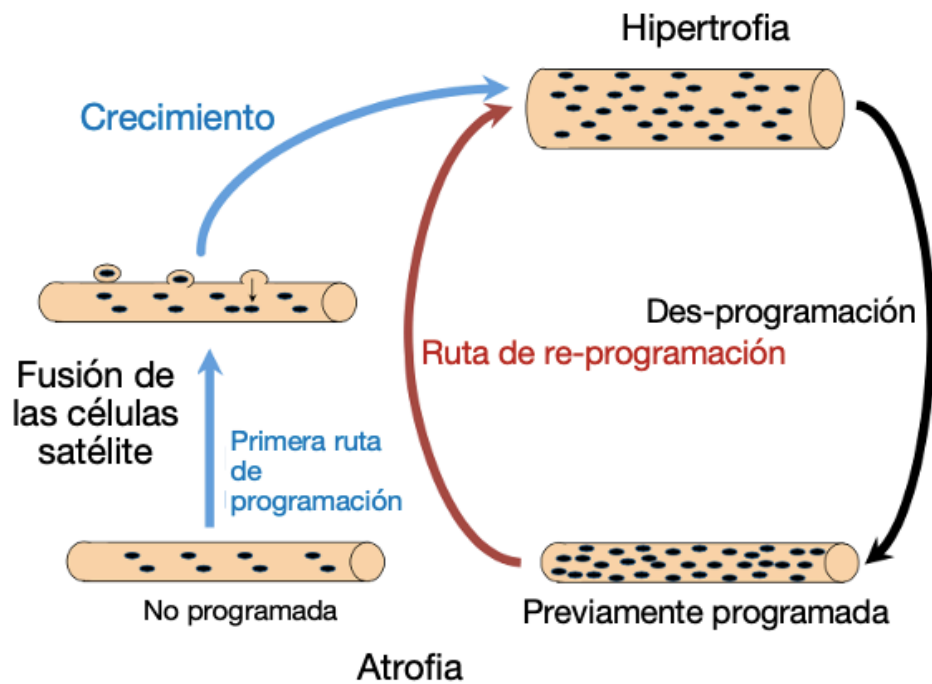 Hipertrofia
Crecimiento
Des-programación
Ruta de re-programación
Fusión de
las células
satélite
Primera ruta
de
programación
No programada
Previamente programada
Atrofia